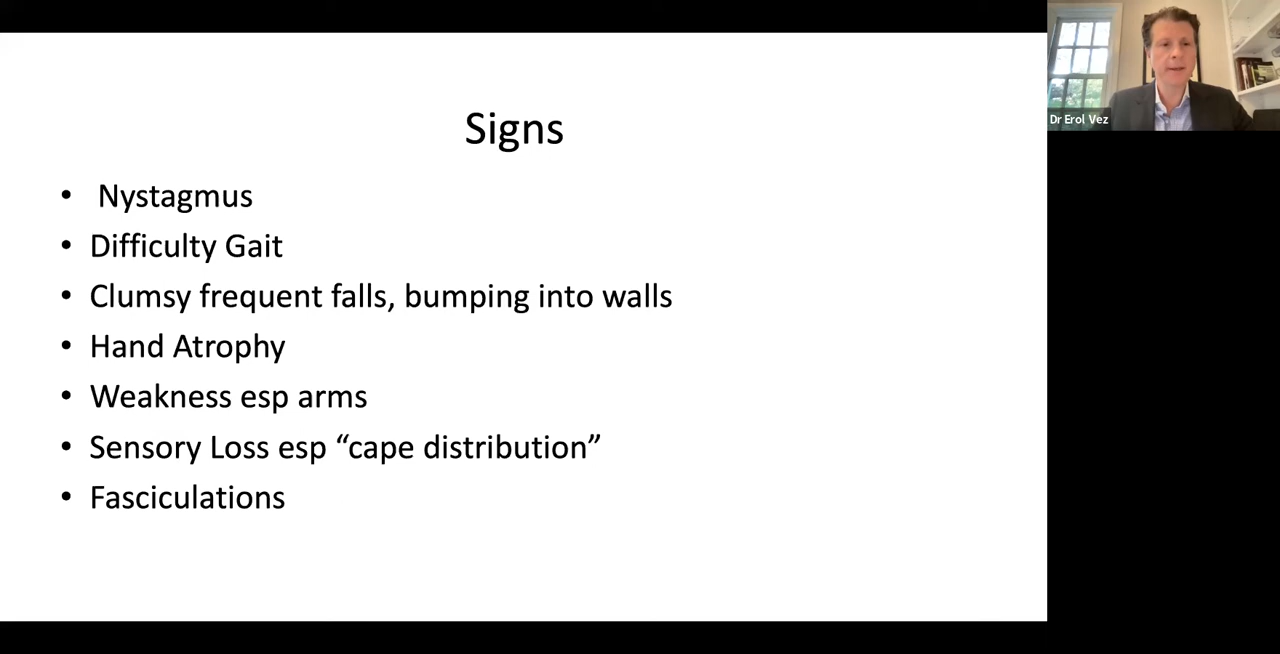 Signs
• Nystagmus
• Difficulty Gait
• Clumsy frequent falls, bumping into walls
• Hand Atrophy
• Weakness esp arms
• Sensory Loss esp “cape distribution”
• Fasciculations
Dr Erol Vez